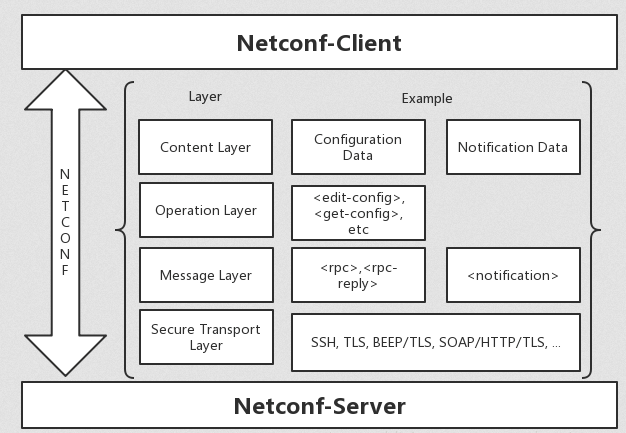 Netconf-Client
Layer
Example
Content Layer
Configuration
Data
Notification Data
Operation Layer
<edit-config>,
<get-config>,
etc
Message Layer
<rpc>,<rpc-
reply>
<notification>
Secure Transport
Layer
SSH, TLS, BEEP/TLS, SOAP/HTTP/TLS, ...
NETCONF
Netconf-Server